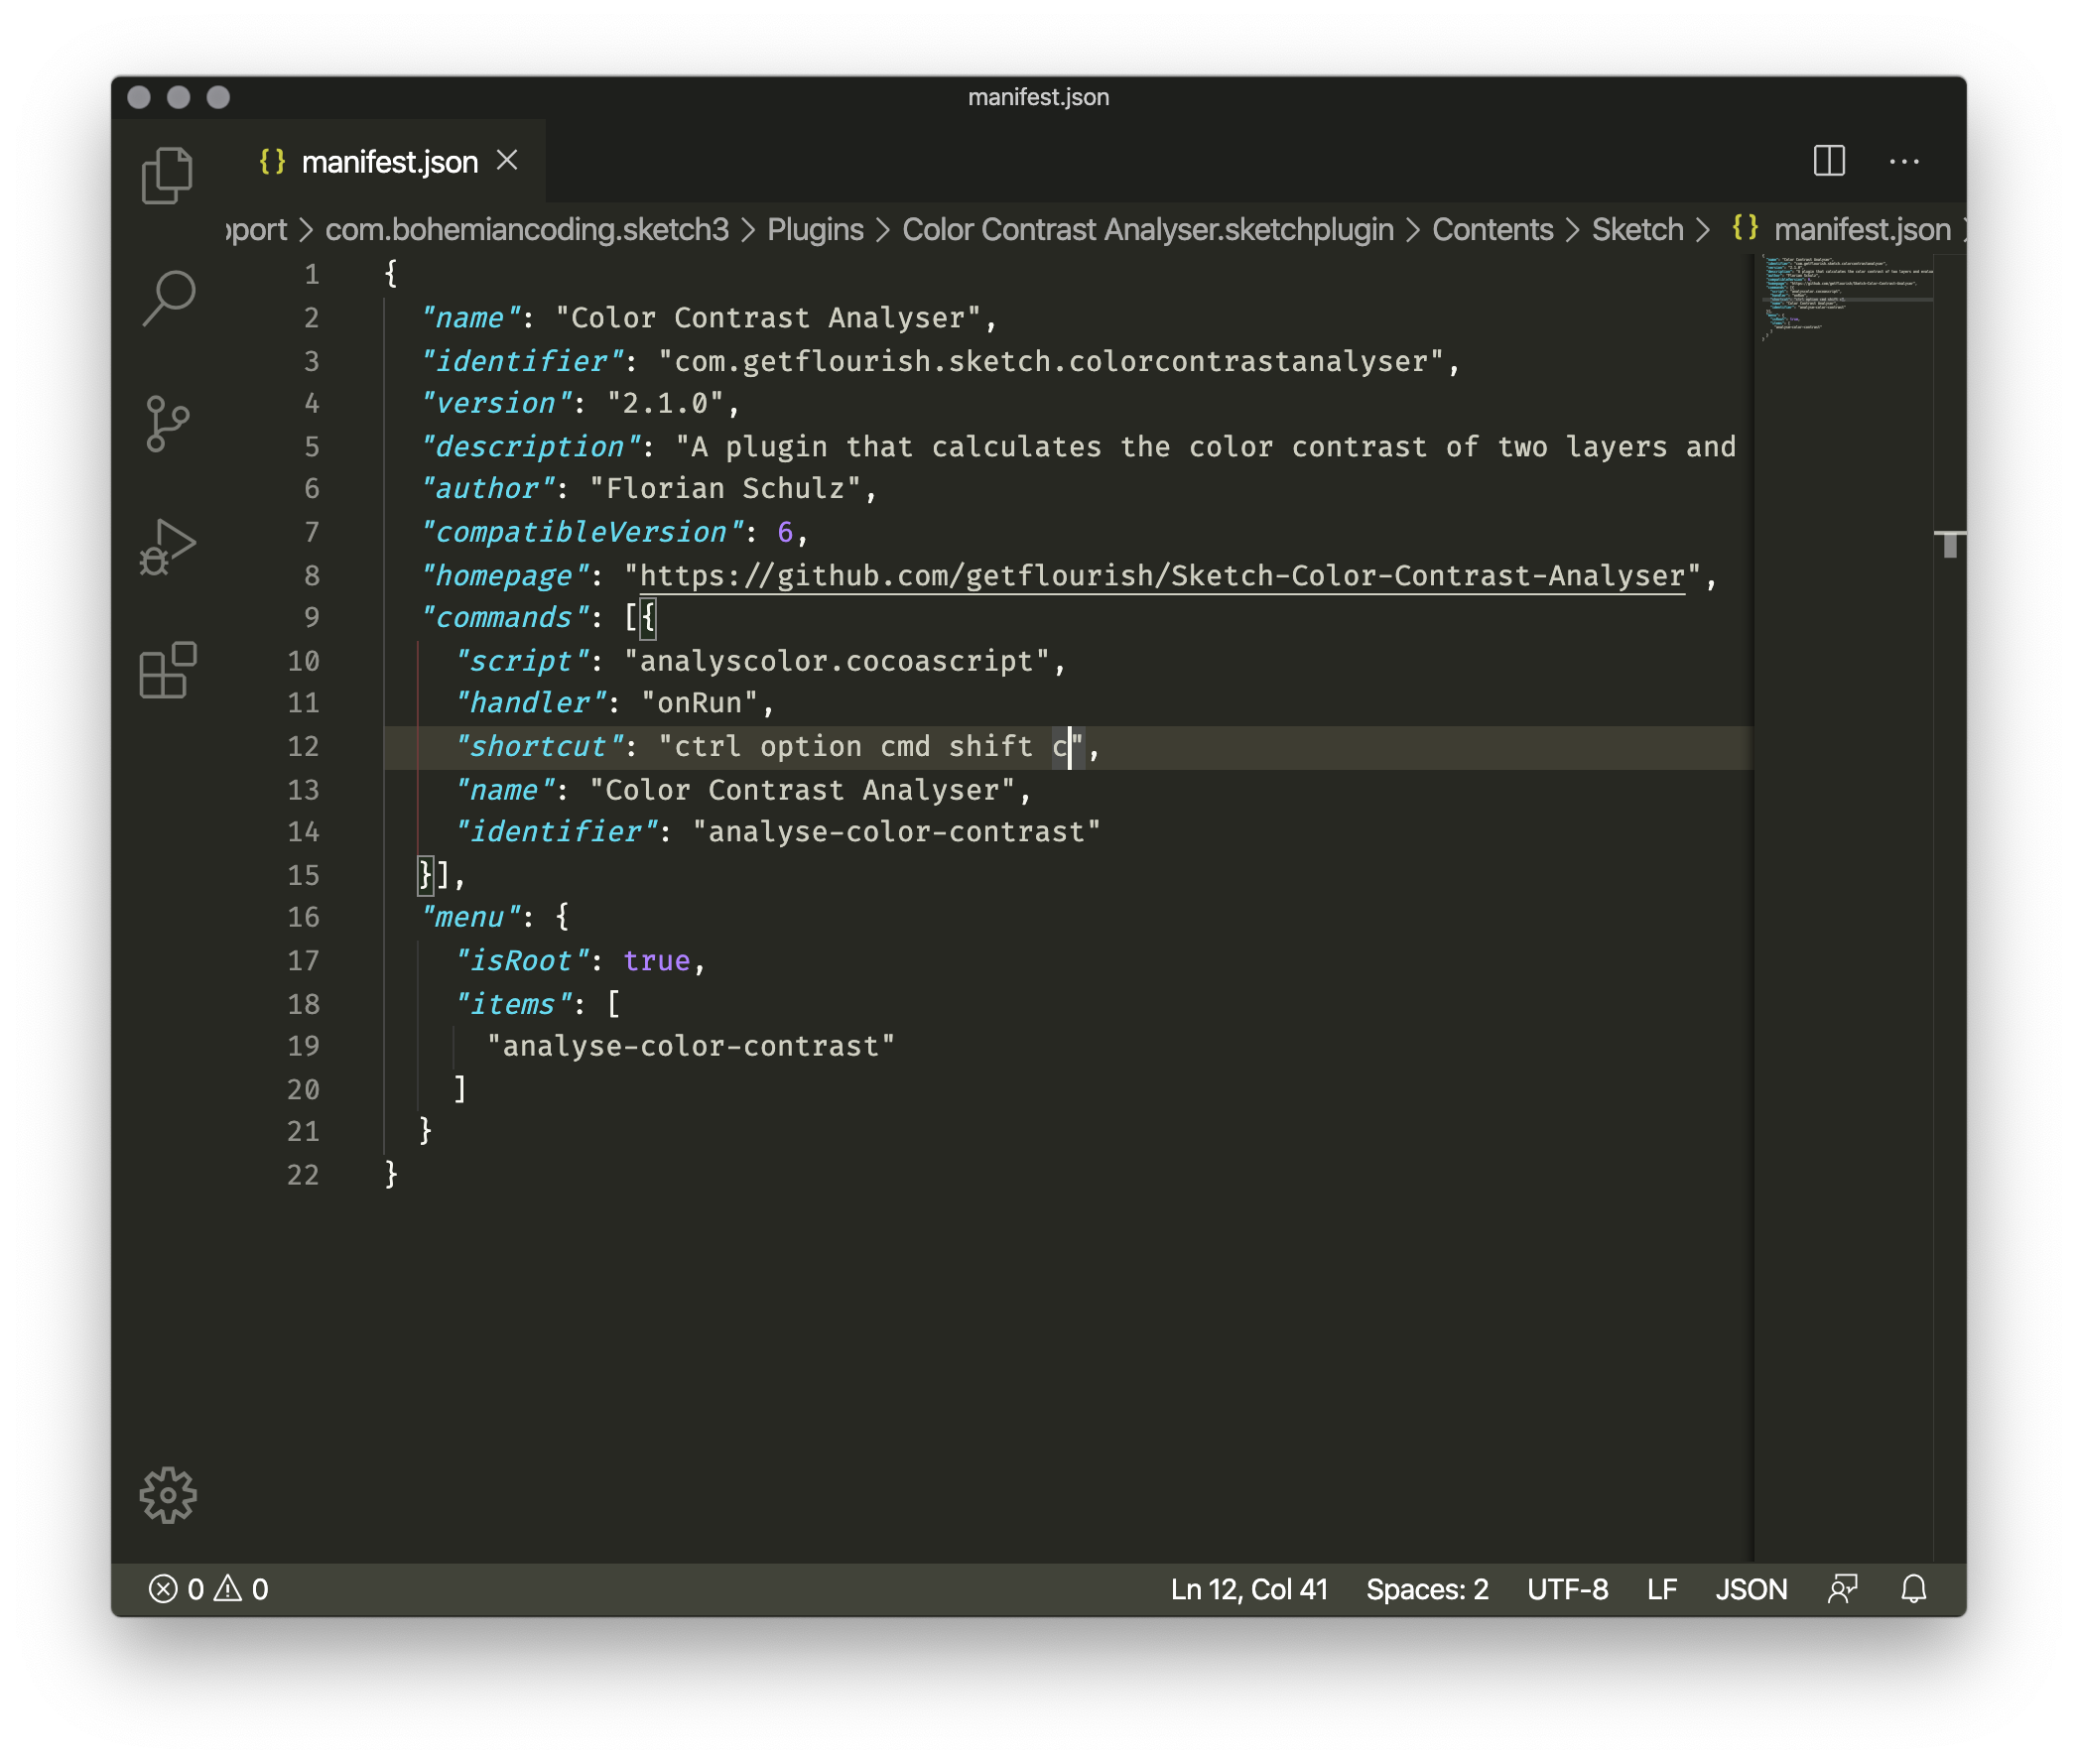 manifest.json
{} manifest.json
pport > com.bohemiancoding.sketch3 > Plugins > Color Contrast Analyser.sketchplugin > Contents > Sketch > {} manifest.json
1 {
2 "name": "Color Contrast Analyser",
3 "identifier": "com.getflourish.sketch.colorcontrastanalyser",
4 "version": "2.1.0",
5 "description": "A plugin that calculates the color contrast of two layers and
6 "author": "Florian Schulz",
7 "compatibleVersion": 6,
8 "homepage": "https://github.com/getflourish/Sketch-Color-Contrast-Analyser",
9 "commands": [{
10 "script": "analyscolor.cocoascript",
11 "handler": "onRun",
12 "shortcut": "ctrl option cmd shift c",
13 "name": "Color Contrast Analyser",
14 "identifier": "analyse-color-contrast"
15 }],
16 "menu": {
17 "isRoot": true,
18 "items": [
19 "analyse-color-contrast"
20 ]
21 }
22 }
0 0 Ln 12, Col 41 Spaces: 2 UTF-8 LF JSON